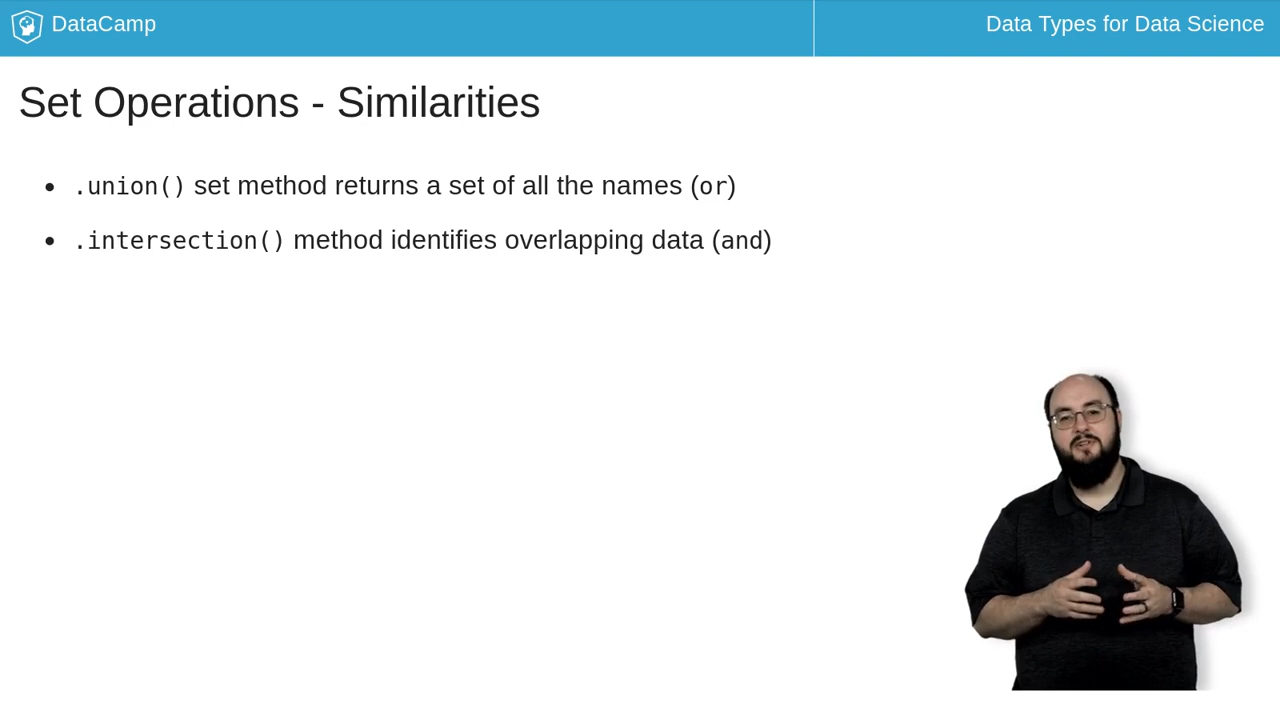 DataCamp
Data Types for Data Science
Set Operations - Similarities
.union() set method returns a set of all the names (or)
.intersection() method identifies overlapping data (and)